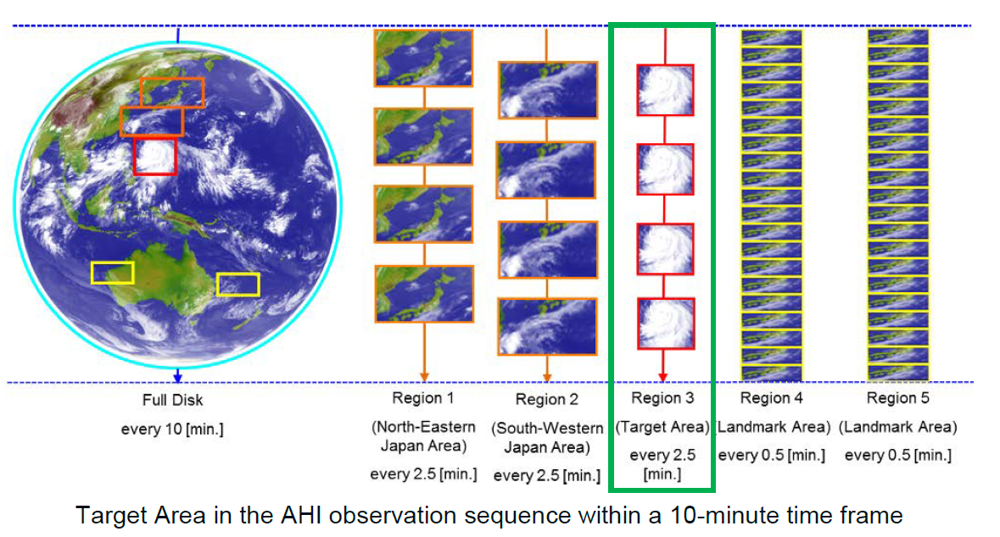 Full Disk
every 10 [min.]
Region 1
(North-Eastern
Japan Area)
every 2.5 [min.]
Region 2
(South-Western
Japan Area)
every 2.5 [min.]
Region 3
(Target Area)
every 2.5
[min.]
Region 4
(Landmark Area)
every 0.5 [min.]
Region 5
(Landmark Area)
every 0.5 [min.]
Target Area in the AHI observation sequence within a 10-minute time frame